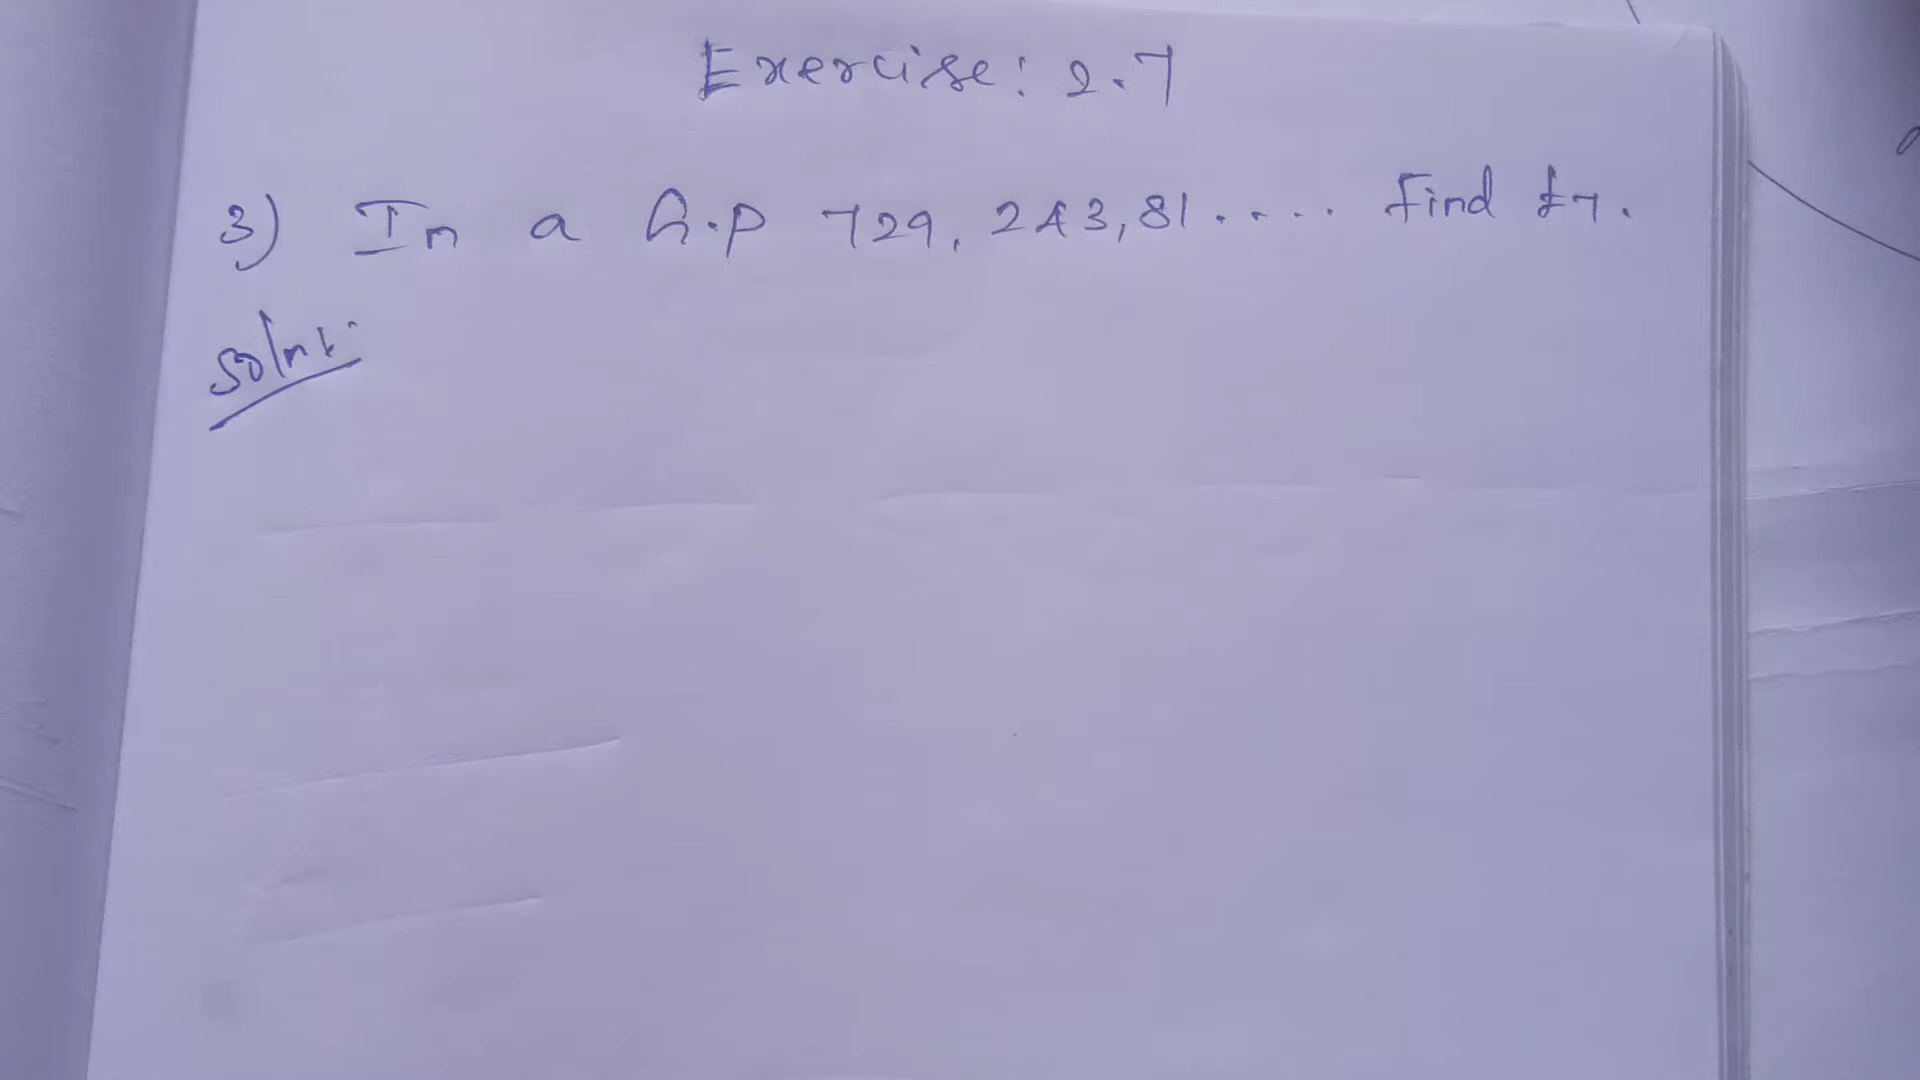 Exercise: 2.7
3) In a G.P 729, 243, 81 .... find t7.
Soln: